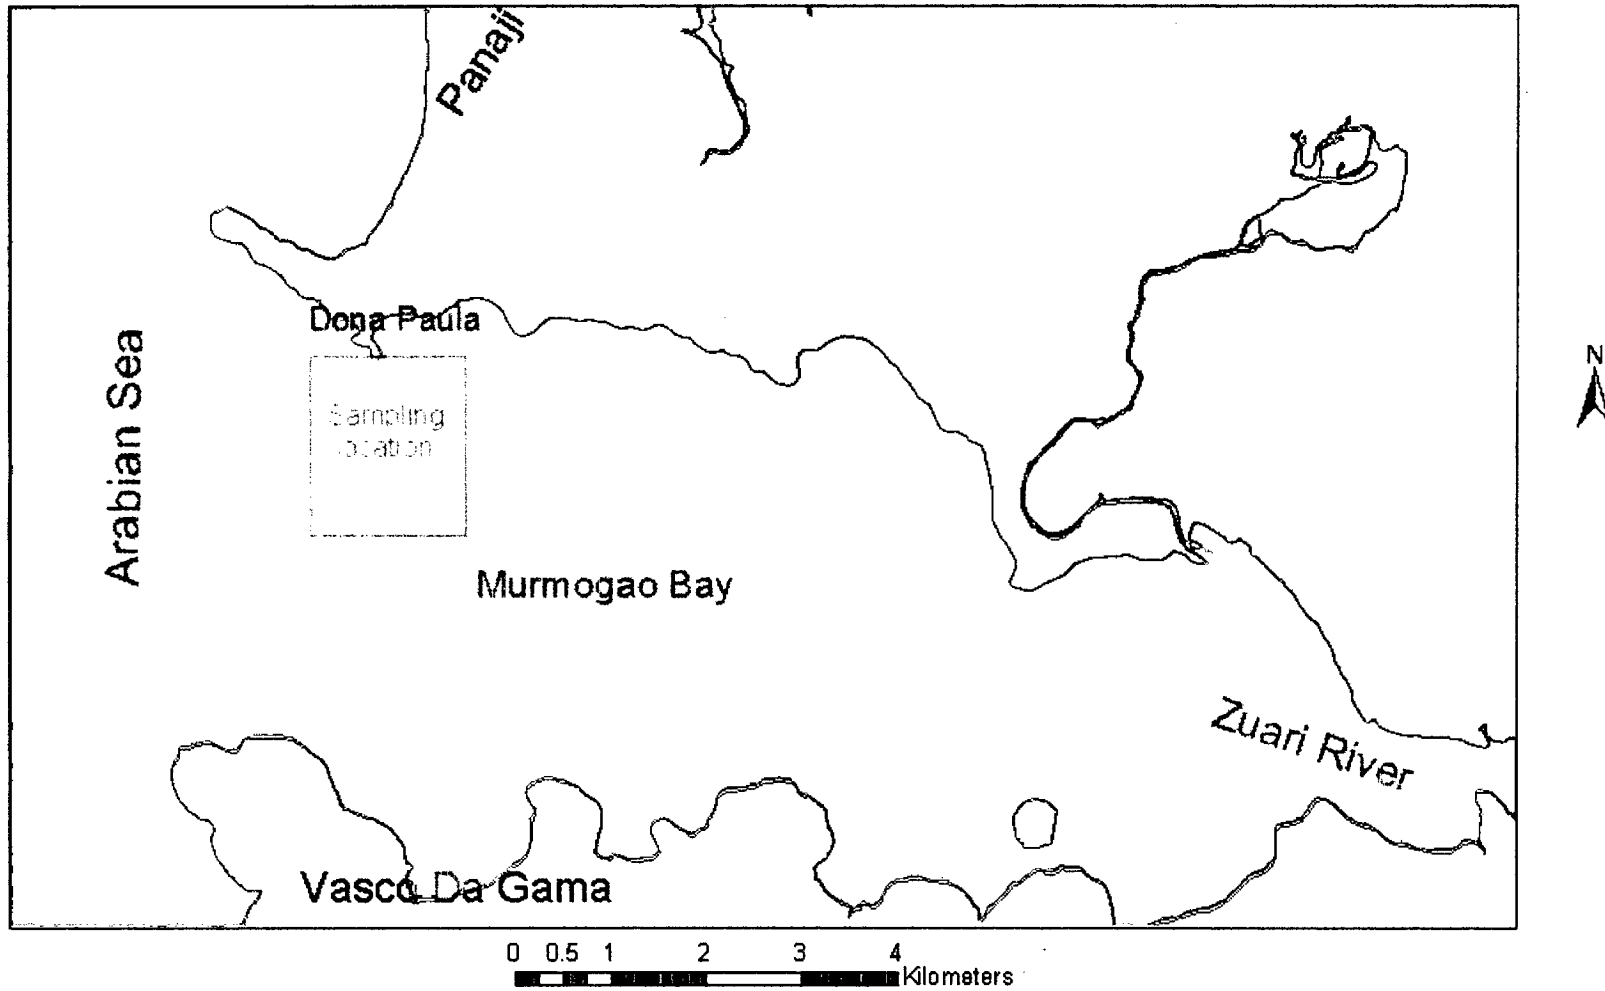 Panaji
Dona Paula
Arabian Sea
N
Sampling
location
Murmogao Bay
Zuari River
Vasco Da Gama
0 0.5 1 2 3 4
Kilometers